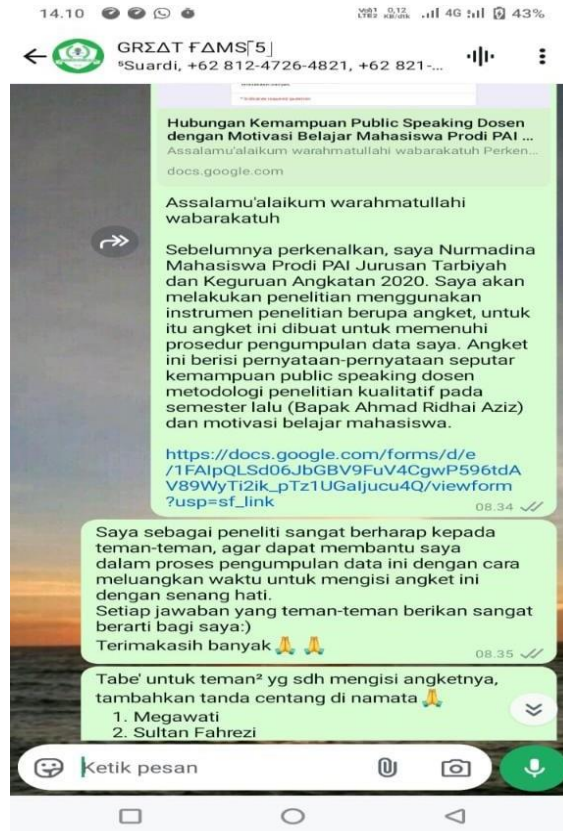 14.10
VoB1 LTE2 0,12 KB/dtk 4G 43%
GRΣΔT FΔMS⌈5⌋
⁵Suardi, +62 812-4726-4821, +62 821-...
Hubungan Kemampuan Public Speaking Dosen
dengan Motivasi Belajar Mahasiswa Prodi PAI ...
Assalamu'alaikum warahmatullahi wabarakatuh Perken...
docs.google.com
Assalamu'alaikum warahmatullahi
wabarakatuh
Sebelumnya perkenalkan, saya Nurmadina
Mahasiswa Prodi PAI Jurusan Tarbiyah
dan Keguruan Angkatan 2020. Saya akan
melakukan penelitian menggunakan
instrumen penelitian berupa angket, untuk
itu angket ini dibuat untuk memenuhi
prosedur pengumpulan data saya. Angket
ini berisi pernyataan-pernyataan seputar
kemampuan public speaking dosen
metodologi penelitian kualitatif pada
semester lalu (Bapak Ahmad Ridhai Aziz)
dan motivasi belajar mahasiswa.
https://docs.google.com/forms/d/e
/1FAIpQLSd06JbGBV9FuV4CgwP596tdA
V89WyTi2ik_pTz1UGaIjucu4Q/viewform
?usp=sf_link
08.34
Saya sebagai peneliti sangat berharap kepada
teman-teman, agar dapat membantu saya
dalam proses pengumpulan data ini dengan cara
meluangkan waktu untuk mengisi angket ini
dengan senang hati.
Setiap jawaban yang teman-teman berikan sangat
berarti bagi saya:)
Terimakasih banyak 🙏 🙏
08.35
Tabe' untuk teman² yg sdh mengisi angketnya,
tambahkan tanda centang di namata 🙏
1. Megawati
2. Sultan Fahrezi
Ketik pesan